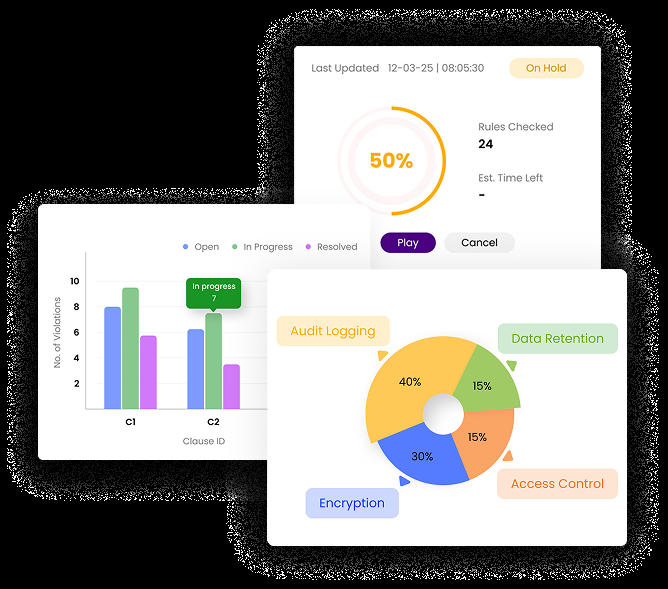 Last Updated 12-03-25 | 08:05:30 On Hold
50%
Rules Checked
24
Est. Time Left
-
Play Cancel
Open In Progress Resolved
In progress
7
10
8
6
4
2
No. of Violations
C1 C2
Clause ID
Audit Logging
Data Retention
40%
15%
15%
30%
Access Control
Encryption